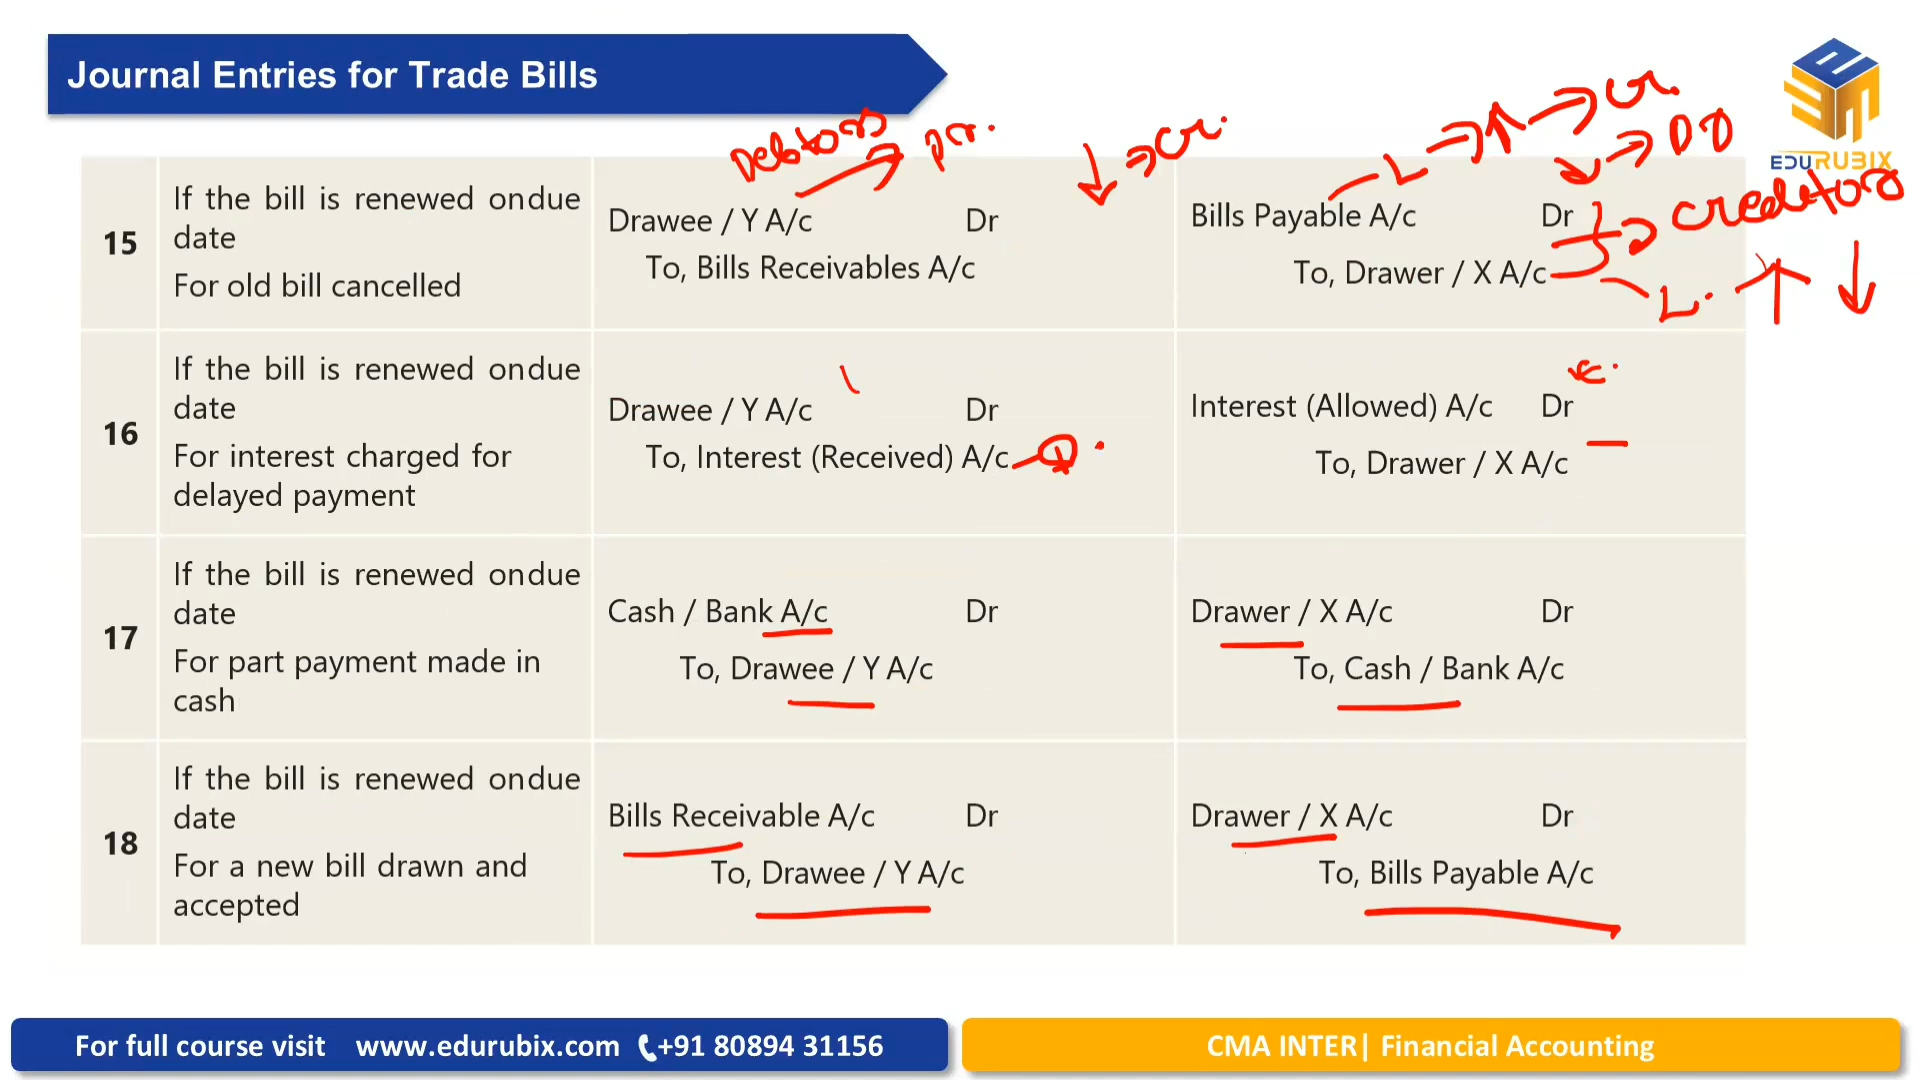 Journal Entries for Trade Bills
EDURUBIX
Debtors Dr.
↓ → Cr.
L → ↑ → Cr.
↓ → Dr
15
If the bill is renewed ondue
date
For old bill cancelled
Drawee / Y A/c Dr
To, Bills Receivables A/c
Bills Payable A/c Dr
To, Drawer / X A/c
creditors
L. ↑ ↓
16
If the bill is renewed ondue
date
For interest charged for
delayed payment
Drawee / Y A/c Dr
To, Interest (Received) A/c
Interest (Allowed) A/c Dr
To, Drawer / X A/c
17
If the bill is renewed ondue
date
For part payment made in
cash
Cash / Bank A/c Dr
To, Drawee / Y A/c
Drawer / X A/c Dr
To, Cash / Bank A/c
18
If the bill is renewed ondue
date
For a new bill drawn and
accepted
Bills Receivable A/c Dr
To, Drawee / Y A/c
Drawer / X A/c Dr
To, Bills Payable A/c
For full course visit www.edurubix.com +91 80894 31156
CMA INTER| Financial Accounting